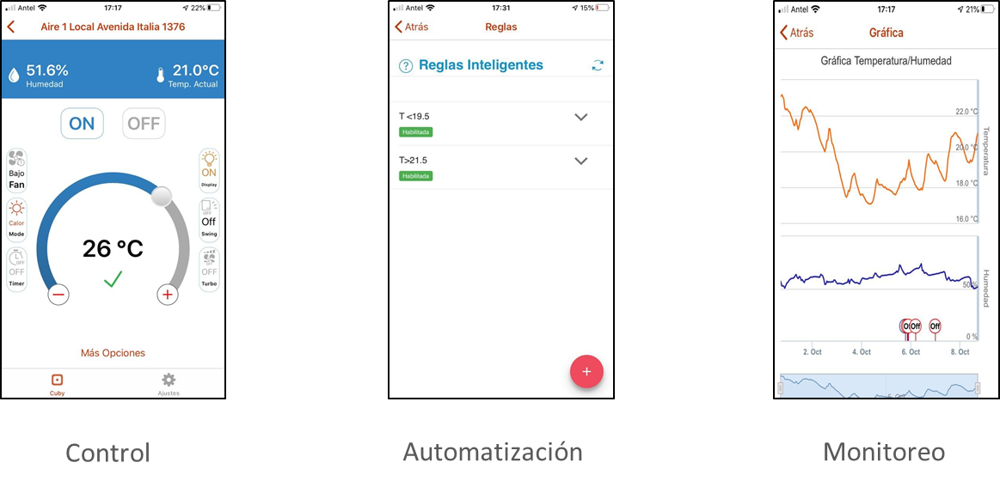 Antel
17:17
22%
Aire 1 Local Avenida Italia 1376
51.6%
Humedad
21.0°C
Temp. Actual
ON
OFF
Bajo
Fan
ON
Display
Calor
Mode
OFF
Off
Swing
OFF
OFF
Timer
OFF
OFF
Turbo
26 °C
Más Opciones
Cuby
Ajustes
Control
Antel
17:31
15%
Atrás
Reglas
? Reglas Inteligentes
T <19.5
Habilitada
T>21.5
Habilitada
+
Automatización
Antel
17:17
21%
Atrás
Gráfica
Gráfica Temperatura/Humedad
22.0 °C
20.0 °C
18.0 °C
16.0 °C
Temperatura
50 %
0 %
Humedad
Off
Off
2. Oct
4. Oct
6. Oct
8. Oct
Monitoreo